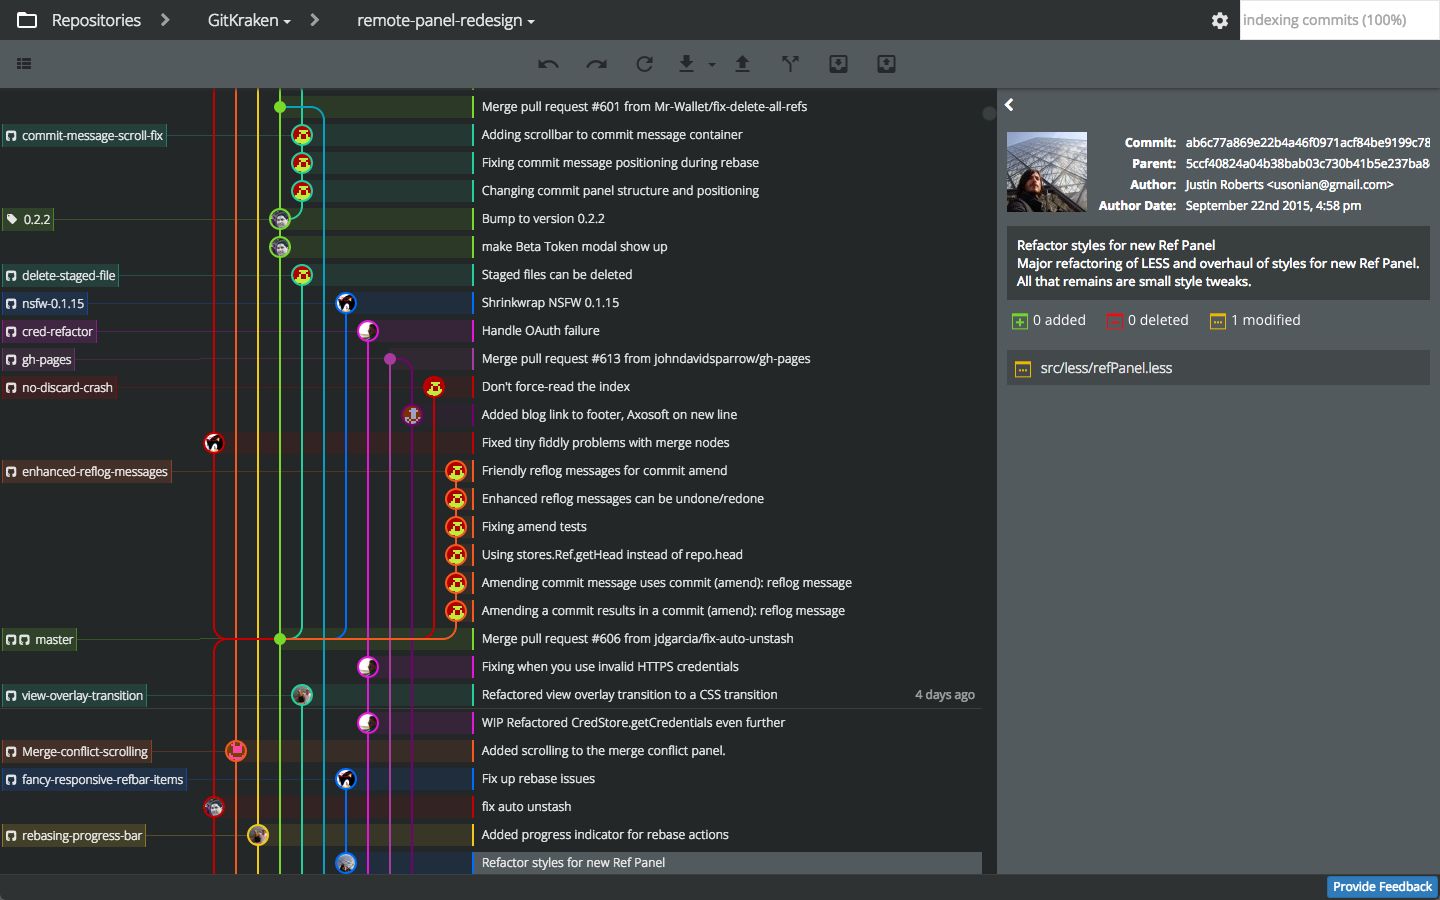 Repositories
GitKraken
remote-panel-redesign
indexing commits (100%)
Merge pull request #601 from Mr-Wallet/fix-delete-all-refs
commit-message-scroll-fix
Adding scrollbar to commit message container
Fixing commit message positioning during rebase
Changing commit panel structure and positioning
0.2.2
Bump to version 0.2.2
make Beta Token modal show up
delete-staged-file
Staged files can be deleted
nsfw-0.1.15
Shrinkwrap NSFW 0.1.15
cred-refactor
Handle OAuth failure
gh-pages
Merge pull request #613 from johndavidsparrow/gh-pages
no-discard-crash
Don't force-read the index
Added blog link to footer, Axosoft on new line
Fixed tiny fiddly problems with merge nodes
enhanced-reflog-messages
Friendly reflog messages for commit amend
Enhanced reflog messages can be undone/redone
Fixing amend tests
Using stores.Ref.getHead instead of repo.head
Amending commit message uses commit (amend): reflog message
Amending a commit results in a commit (amend): reflog message
master
Merge pull request #606 from jdgarcia/fix-auto-unstash
Fixing when you use invalid HTTPS credentials
view-overlay-transition
Refactored view overlay transition to a CSS transition
4 days ago
WIP Refactored CredStore.getCredentials even further
Merge-conflict-scrolling
Added scrolling to the merge conflict panel.
fancy-responsive-refbar-items
Fix up rebase issues
fix auto unstash
rebasing-progress-bar
Added progress indicator for rebase actions
Refactor styles for new Ref Panel
Commit: ab6c77a869e22b4a46f0971acf84be9199c78
Parent: 5ccf40824a04b38bab03c730b41b5e237ba8
Author: Justin Roberts <usonian@gmail.com>
Author Date: September 22nd 2015, 4:58 pm
Refactor styles for new Ref Panel
Major refactoring of LESS and overhaul of styles for new Ref Panel.
All that remains are small style tweaks.
0 added
0 deleted
1 modified
src/less/refPanel.less
Provide Feedback